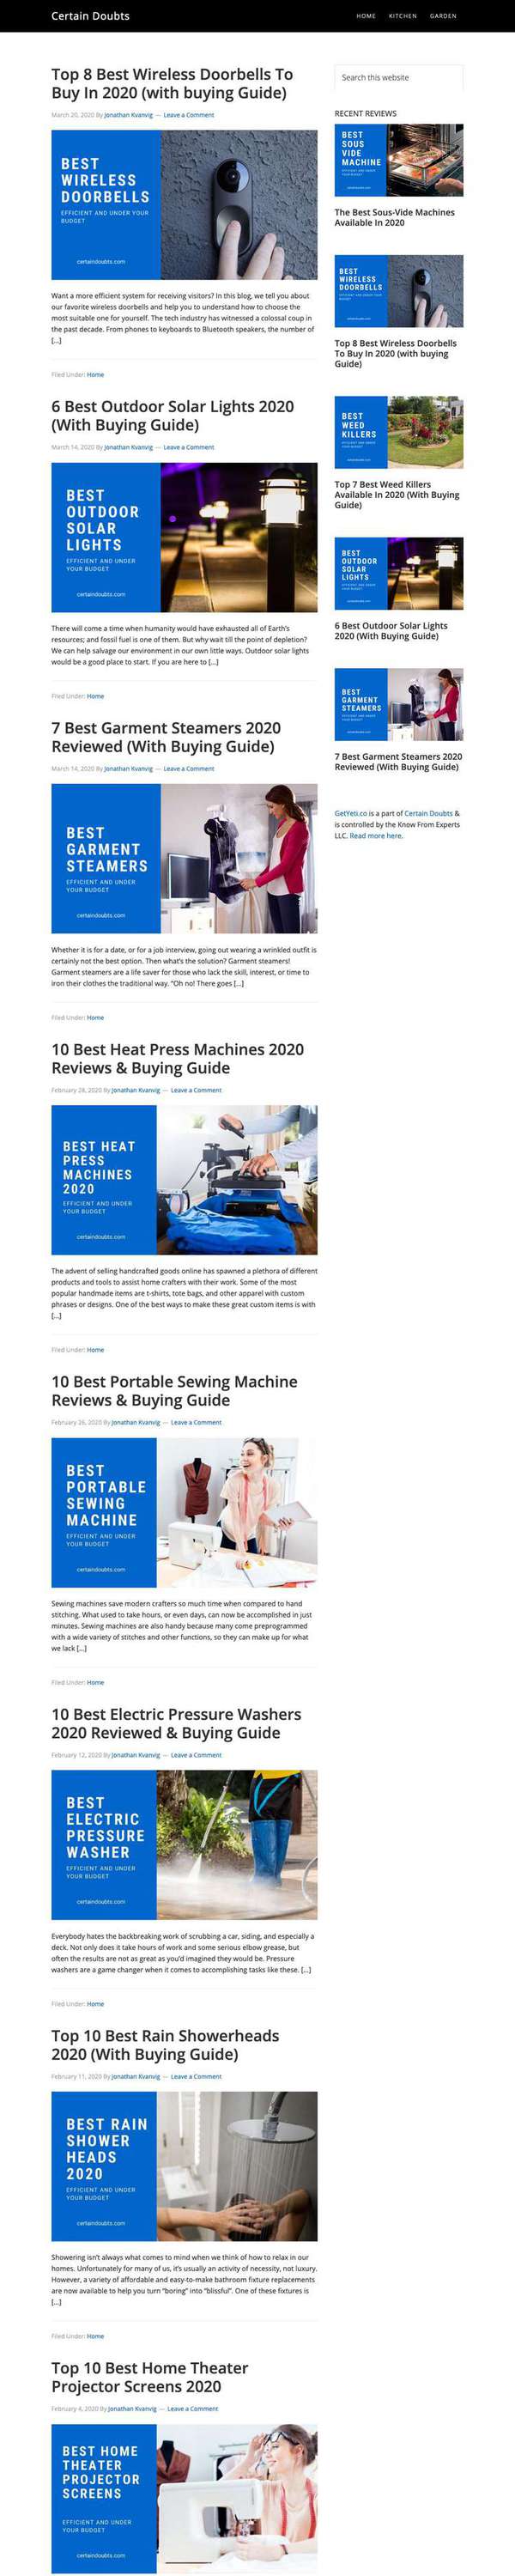 Certain Doubts
HOME KITCHEN GARDEN
Top 8 Best Wireless Doorbells To
Buy In 2020 (with buying Guide)
March 20, 2020 By Jonathan Kvanvig — Leave a Comment
BEST
WIRELESS
DOORBELLS
EFFICIENT AND UNDER YOUR
BUDGET
certaindoubts.com
Want a more efficient system for receiving visitors? In this blog, we tell you about
our favorite wireless doorbells and help you to understand how to choose the
most suitable one for yourself. The tech industry has witnessed a colossal coup in
the past decade. From phones to keyboards to Bluetooth speakers, the number of
[...]
Filed Under: Home
6 Best Outdoor Solar Lights 2020
(With Buying Guide)
March 14, 2020 By Jonathan Kvanvig — Leave a Comment
BEST
OUTDOOR
SOLAR
LIGHTS
EFFICIENT AND UNDER
YOUR BUDGET
certaindoubts.com
There will come a time when humanity would have exhausted all of Earth's
resources; and fossil fuel is one of them. But why wait till the point of depletion?
We can help salvage our environment in our own little ways. Outdoor solar lights
would be a good place to start. If you are here to [...]
Filed Under: Home
7 Best Garment Steamers 2020
Reviewed (With Buying Guide)
March 14, 2020 By Jonathan Kvanvig — Leave a Comment
BEST
GARMENT
STEAMERS
EFFICIENT AND UNDER
YOUR BUDGET
certaindoubts.com
Whether it is for a date, or for a job interview, going out wearing a wrinkled outfit is
certainly not the best option. Then what's the solution? Garment steamers!
Garment steamers are a life saver for those who lack the skill, interest, or time to
iron their clothes the traditional way. "Oh no! There goes [...]
Filed Under: Home
10 Best Heat Press Machines 2020
Reviews & Buying Guide
February 28, 2020 By Jonathan Kvanvig — Leave a Comment
BEST HEAT
PRESS
MACHINES
2020
EFFICIENT AND UNDER
YOUR BUDGET
certaindoubts.com
The advent of selling handcrafted goods online has spawned a plethora of different
products and tools to assist home crafters with their work. Some of the most
popular handmade items are t-shirts, tote bags, and other apparel with custom
phrases or designs. One of the best ways to make these great custom items is with
[...]
Filed Under: Home
10 Best Portable Sewing Machine
Reviews & Buying Guide
February 26, 2020 By Jonathan Kvanvig — Leave a Comment
BEST
PORTABLE
SEWING
MACHINE
EFFICIENT AND UNDER
YOUR BUDGET
certaindoubts.com
Sewing machines save modern crafters so much time when compared to hand
stitching. What used to take hours, or even days, can now be accomplished in just
minutes. Sewing machines are also handy because many come preprogrammed
with a wide variety of stitches and other functions, so they can make up for what
we lack [...]
Filed Under: Home
10 Best Electric Pressure Washers
2020 Reviewed & Buying Guide
February 12, 2020 By Jonathan Kvanvig — Leave a Comment
BEST
ELECTRIC
PRESSURE
WASHER
EFFICIENT AND UNDER
YOUR BUDGET
certaindoubts.com
Everybody hates the backbreaking work of scrubbing a car, siding, and especially a
deck. Not only does it take hours of work and some serious elbow grease, but
often the results are not as great as you'd imagined they would be. Pressure
washers are a game changer when it comes to accomplishing tasks like these. [...]
Filed Under: Home
Top 10 Best Rain Showerheads
2020 (With Buying Guide)
February 11, 2020 By Jonathan Kvanvig — Leave a Comment
BEST RAIN
SHOWER
HEADS
2020
EFFICIENT AND UNDER
YOUR BUDGET
certaindoubts.com
Showering isn't always what comes to mind when we think of how to relax in our
homes. Unfortunately for many of us, it's usually an activity of necessity, not luxury.
However, a variety of affordable and easy-to-make bathroom fixture replacements
are now available to help you turn "boring" into "blissful". One of these fixtures is
[...]
Filed Under: Home
Top 10 Best Home Theater
Projector Screens 2020
February 4, 2020 By Jonathan Kvanvig — Leave a Comment
BEST HOME
THEATER
PROJECTOR
SCREENS
EFFICIENT AND UNDER
YOUR BUDGET
certaindoubts.com
Search this website
RECENT REVIEWS
BEST
SOUS
VIDE
MACHINE
The Best Sous-Vide Machines
Available In 2020
BEST
WIRELESS
DOORBELLS
Top 8 Best Wireless Doorbells
To Buy In 2020 (with buying
Guide)
BEST
WEED
KILLERS
Top 7 Best Weed Killers
Available In 2020 (With Buying
Guide)
BEST
OUTDOOR
SOLAR
LIGHTS
6 Best Outdoor Solar Lights
2020 (With Buying Guide)
BEST
GARMENT
STEAMERS
7 Best Garment Steamers 2020
Reviewed (With Buying Guide)
GetYeti.co is a part of Certain Doubts &
is controlled by the Know From Experts
LLC. Read more here.